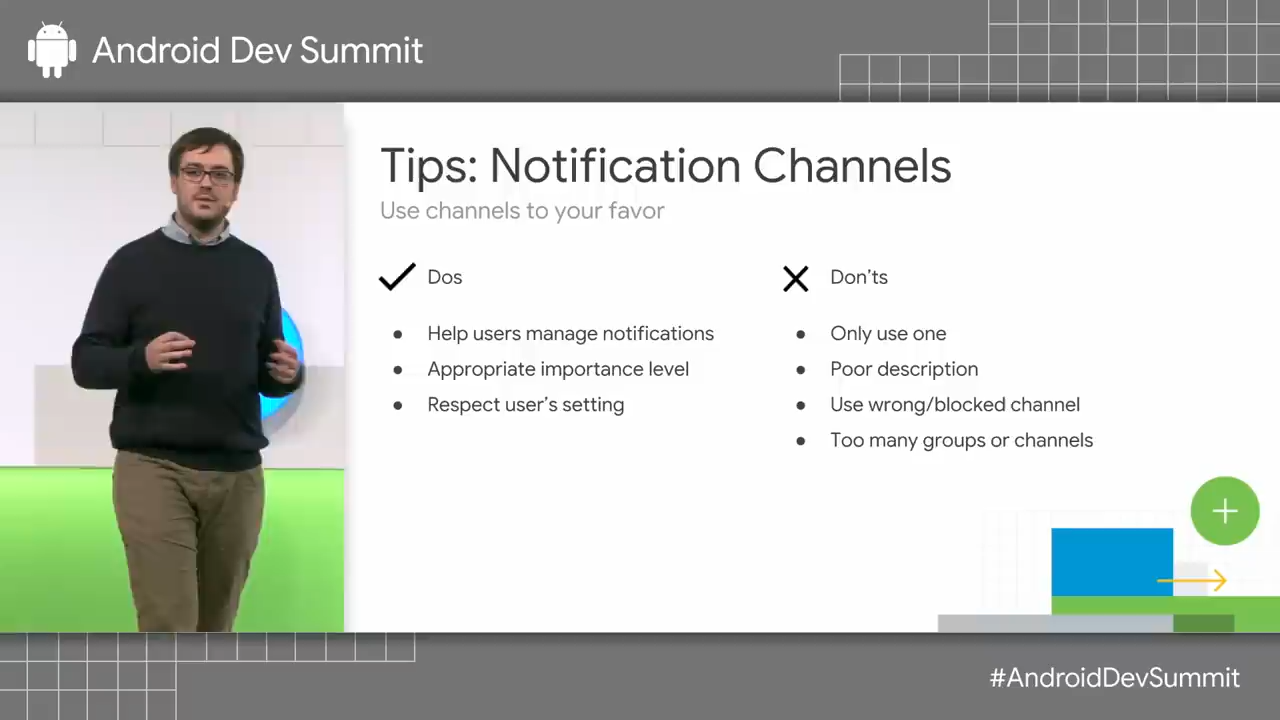 Android Dev Summit
Tips: Notification Channels
Use channels to your favor
Dos
Help users manage notifications
Appropriate importance level
Respect user's setting
Don'ts
Only use one
Poor description
Use wrong/blocked channel
Too many groups or channels
#AndroidDevSummit